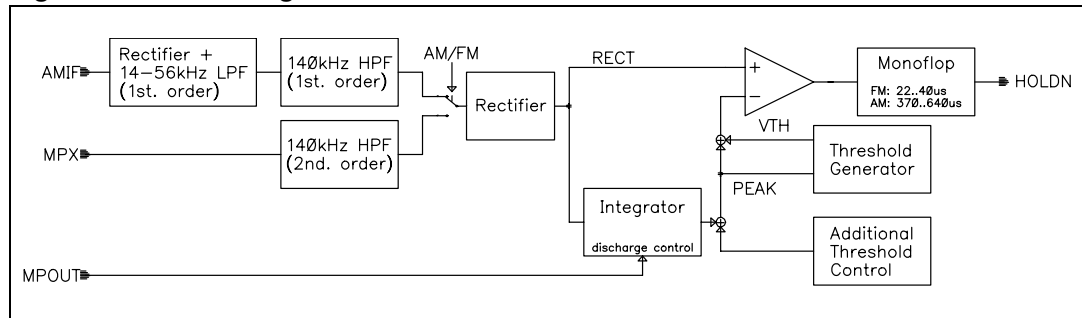 AMIF
Rectifier +
14–56kHz LPF
(1st. order)
140kHz HPF
(1st. order)
AM/FM
Rectifier
RECT
+
−
Monoflop
FM: 22..40us
AM: 370..640us
HOLDN
MPX
140kHz HPF
(2nd. order)
VTH
Threshold
Generator
PEAK
Integrator
discharge control
Additional
Threshold
Control
MPOUT